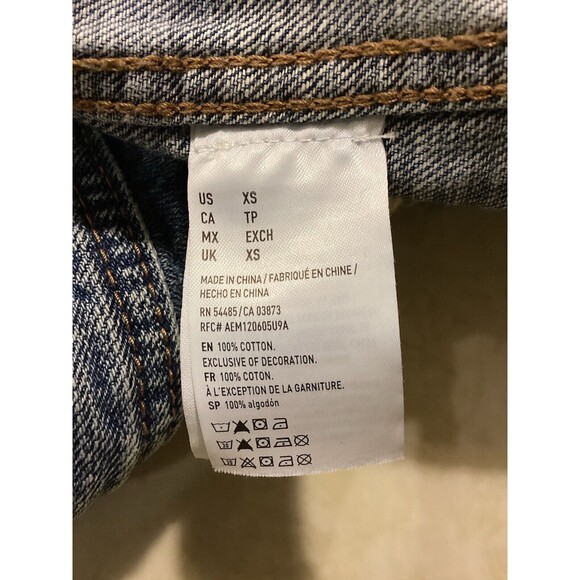 US XS
CA TP
MX EXCH
UK XS
MADE IN CHINA / FABRIQUÉ EN CHINE /
HECHO EN CHINA
RN 54485 / CA 03873
RFC# AEM120605U9A
EN 100% COTTON.
EXCLUSIVE OF DECORATION.
FR 100% COTON.
À L'EXCEPTION DE LA GARNITURE.
SP 100% algodón